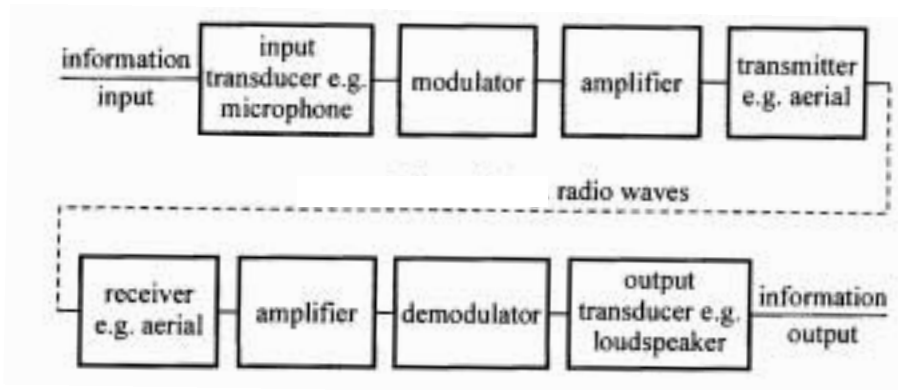 information
input
input
transducer e.g.
microphone
modulator
amplifier
transmitter
e.g. aerial
radio waves
receiver
e.g. aerial
amplifier
demodulator
output
transducer e.g.
loudspeaker
information
output